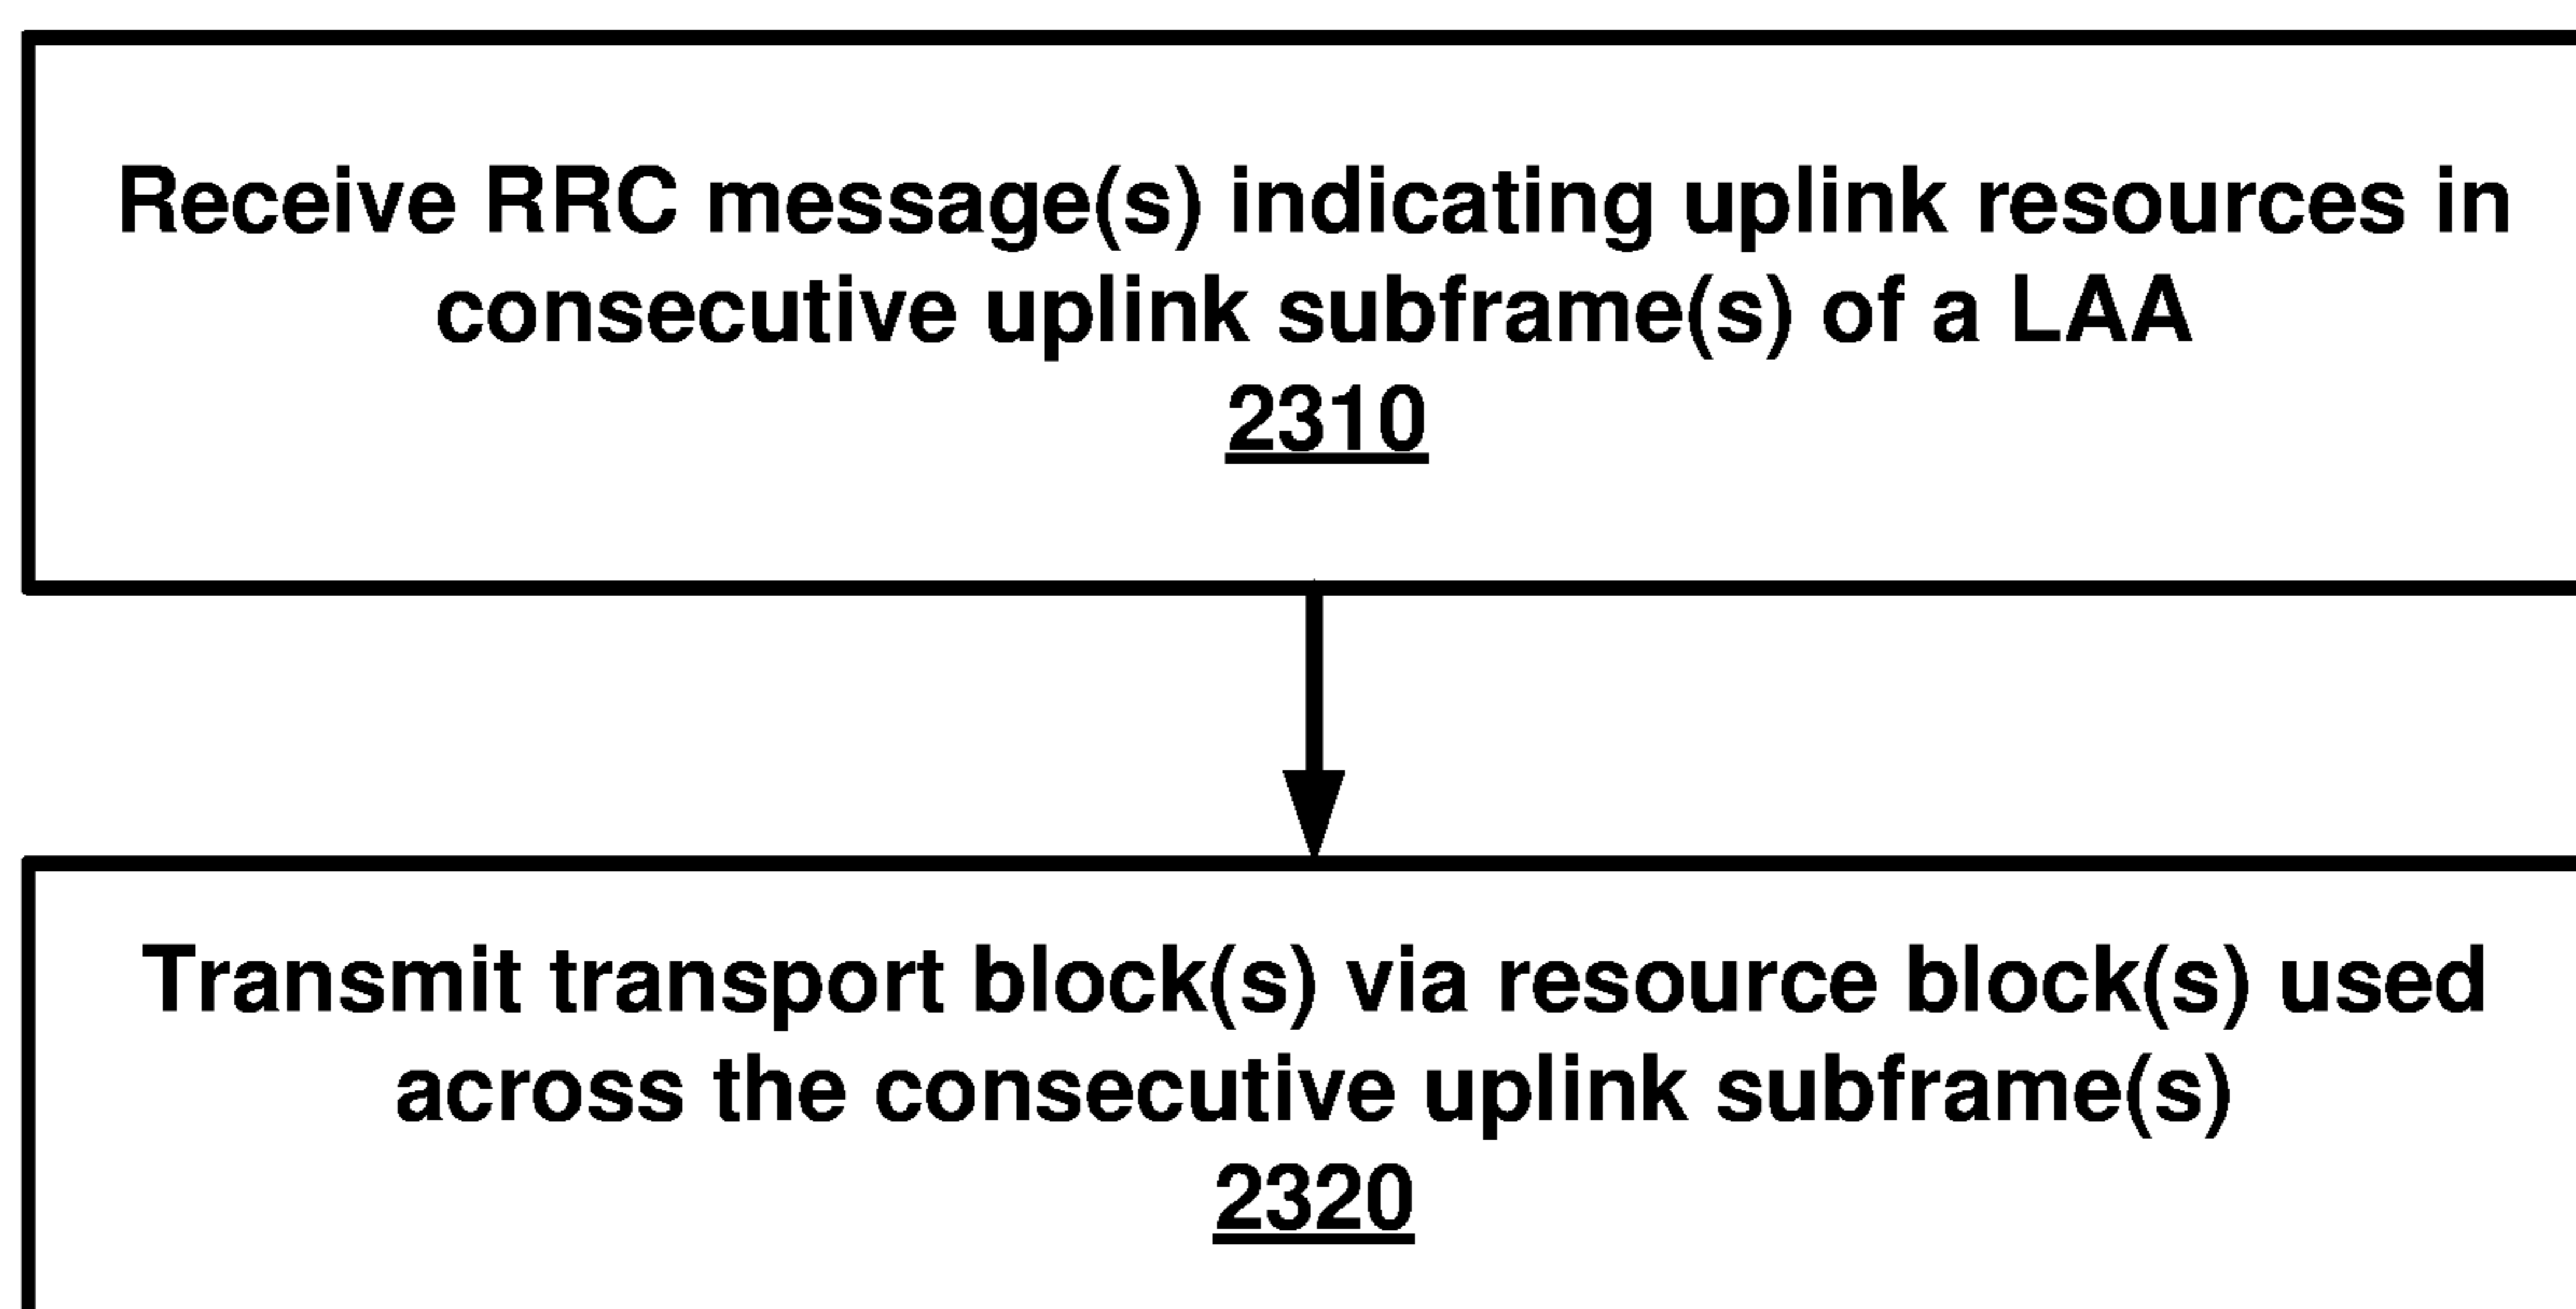 Receive RRC message(s) indicating uplink resources in
consecutive uplink subframe(s) of a LAA
2310
Transmit transport block(s) via resource block(s) used
across the consecutive uplink subframe(s)
2320